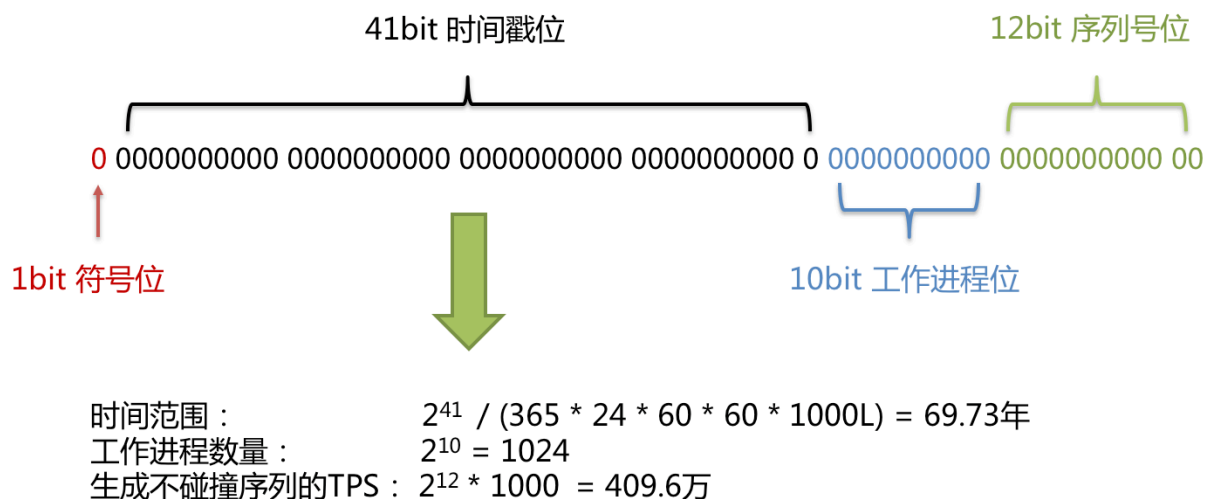 41bit 时间戳位
12bit 序列号位
0 0000000000 0000000000 0000000000 0000000000 0 0000000000 0000000000 00
1bit 符号位
10bit 工作进程位
时间范围： 2⁴¹ / (365 * 24 * 60 * 60 * 1000L) = 69.73年
工作进程数量： 2¹⁰ = 1024
生成不碰撞序列的TPS： 2¹² * 1000 = 409.6万